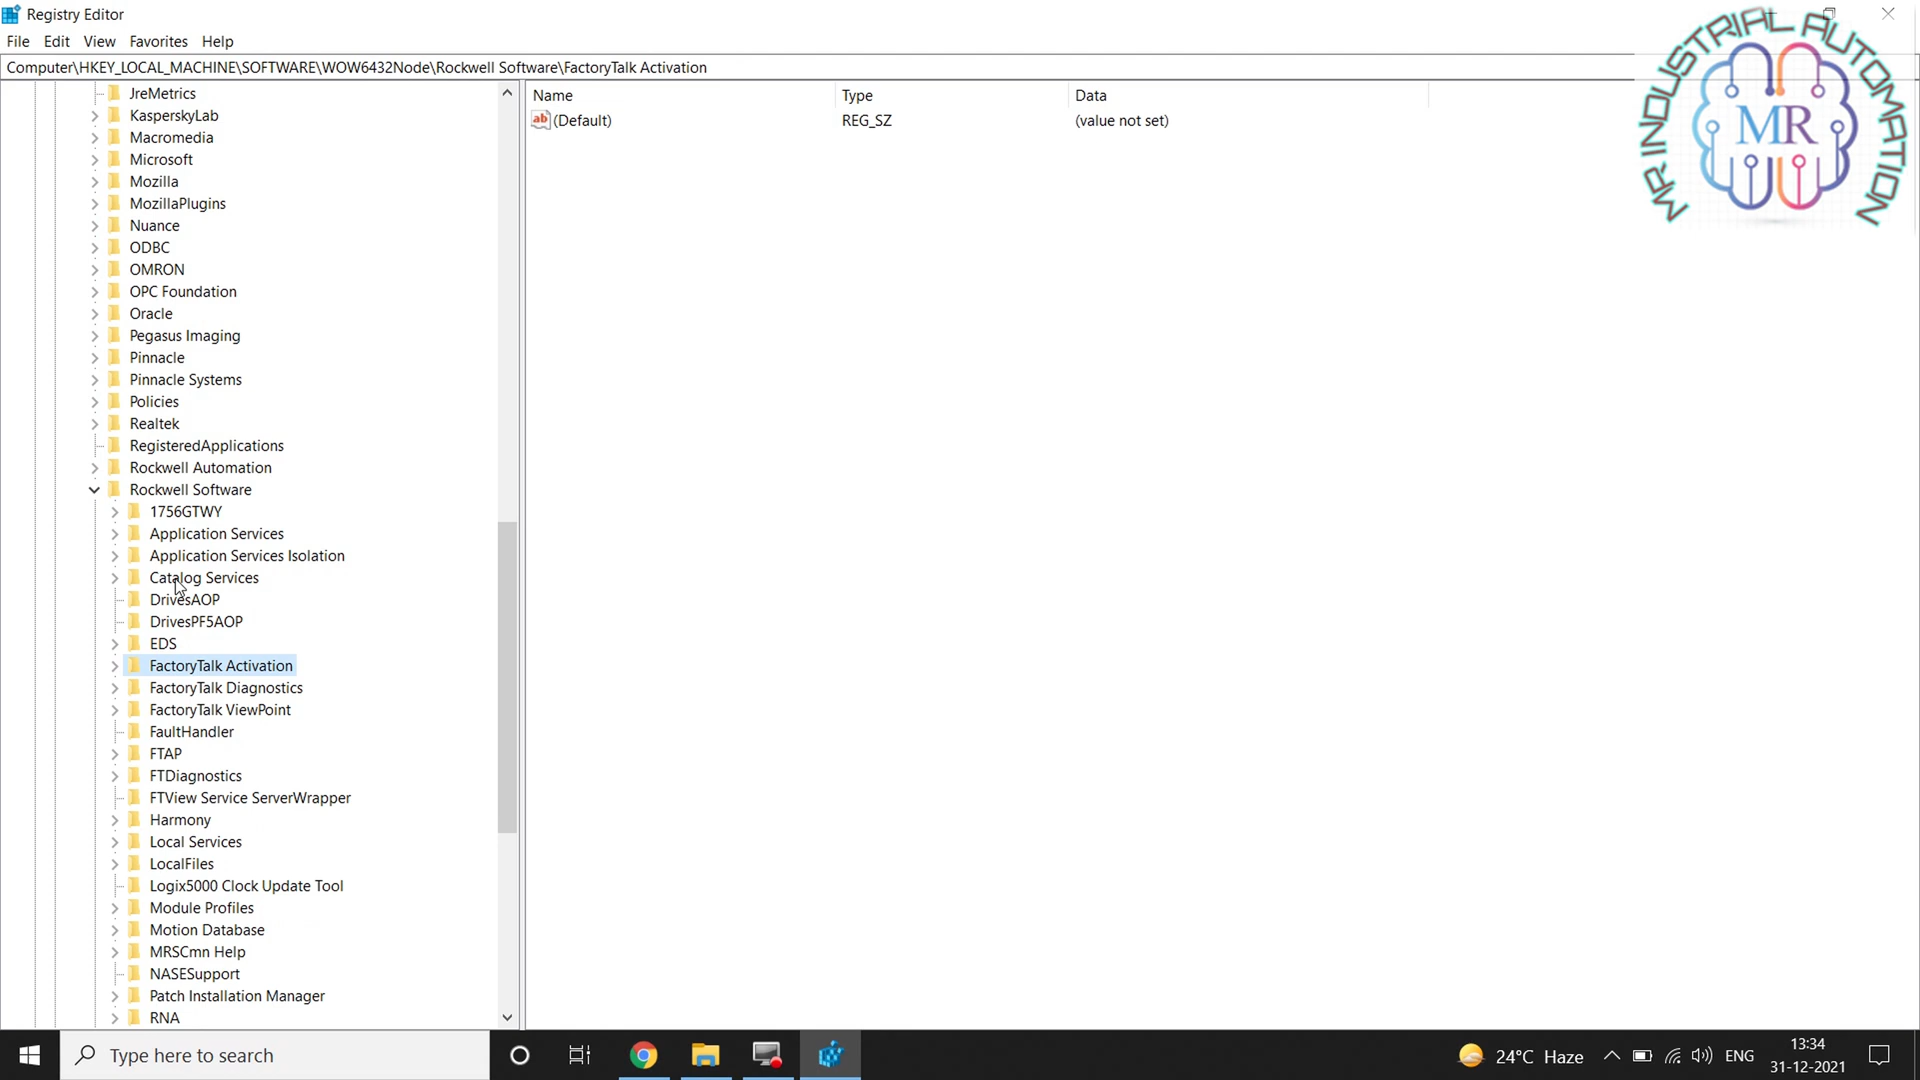 Registry Editor
File Edit View Favorites Help
Computer\HKEY_LOCAL_MACHINE\SOFTWARE\WOW6432Node\Rockwell Software\FactoryTalk Activation
JreMetrics
KasperskyLab
Macromedia
Microsoft
Mozilla
MozillaPlugins
Nuance
ODBC
OMRON
OPC Foundation
Oracle
Pegasus Imaging
Pinnacle
Pinnacle Systems
Policies
Realtek
RegisteredApplications
Rockwell Automation
Rockwell Software
1756GTWY
Application Services
Application Services Isolation
Catalog Services
DrivesAOP
DrivesPF5AOP
EDS
FactoryTalk Activation
FactoryTalk Diagnostics
FactoryTalk ViewPoint
FaultHandler
FTAP
FTDiagnostics
FTView Service ServerWrapper
Harmony
Local Services
LocalFiles
Logix5000 Clock Update Tool
Module Profiles
Motion Database
MRSCmn Help
NASESupport
Patch Installation Manager
RNA
Name Type Data
ab (Default) REG_SZ (value not set)
MR INDUSTRIAL AUTOMATION
MR
Type here to search
24°C Haze
ENG
13:34
31-12-2021